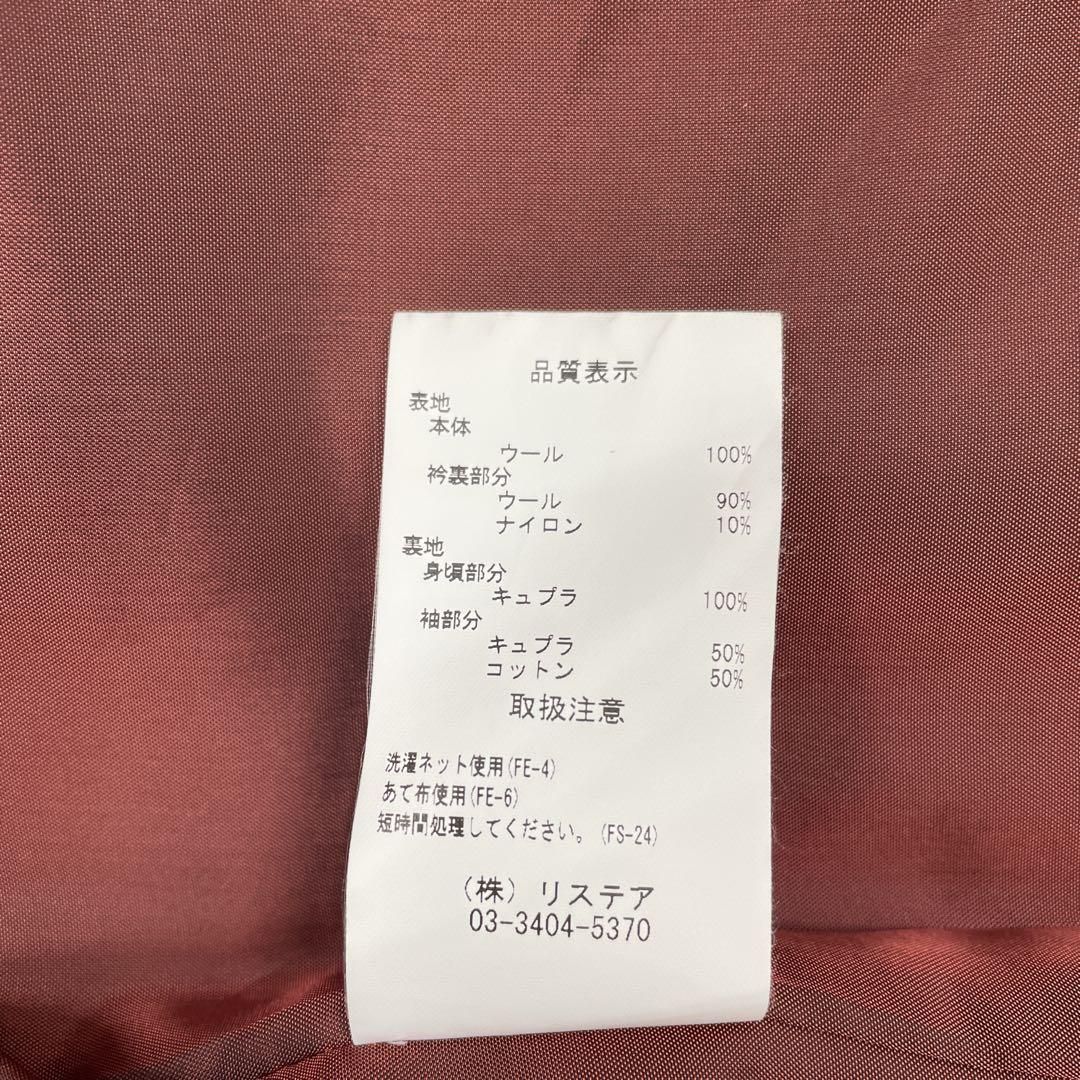 品質表示
表地
本体
ウール 100%
衿裏部分
ウール 90%
ナイロン 10%
裏地
身頃部分
キュプラ 100%
袖部分
キュプラ 50%
コットン 50%
取扱注意
洗濯ネット使用(FE-4)
あて布使用(FE-6)
短時間処理してください。(FS-24)
(株) リステア
03-3404-5370